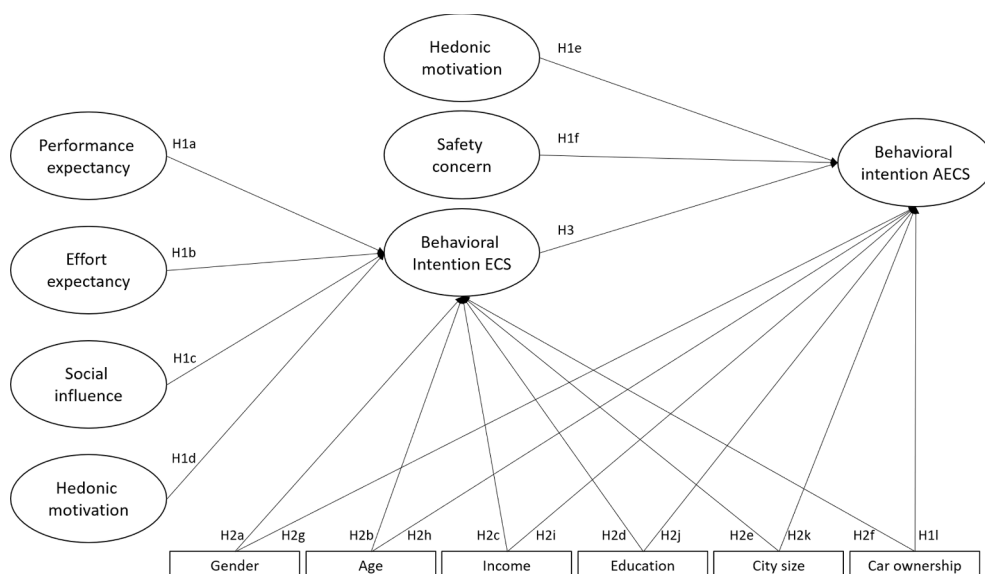 Hedonic
motivation
H1e
Performance
expectancy
H1a
Safety
concern
H1f
Behavioral
intention AECS
Effort
expectancy
H1b
Behavioral
Intention ECS
H3
Social
influence
H1c
Hedonic
motivation
H1d
H2a
H2g
H2b
H2h
H2c
H2i
H2d
H2j
H2e
H2k
H2f
H1l
Gender
Age
Income
Education
City size
Car ownership